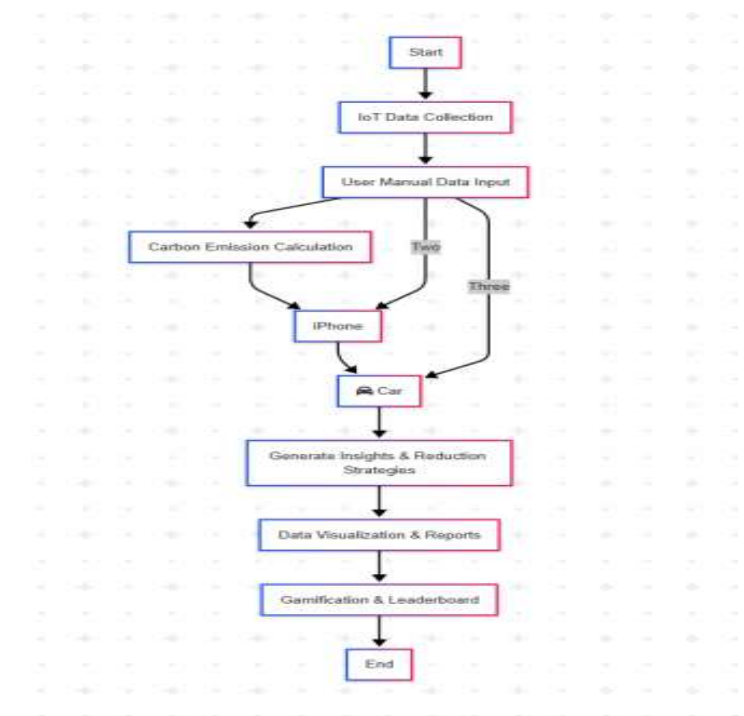 Start
IoT Data Collection
User Manual Data Input
Carbon Emission Calculation
Two
Three
iPhone
Car
Generate Insights & Reduction
Strategies
Data Visualization & Reports
Gamification & Leaderboard
End